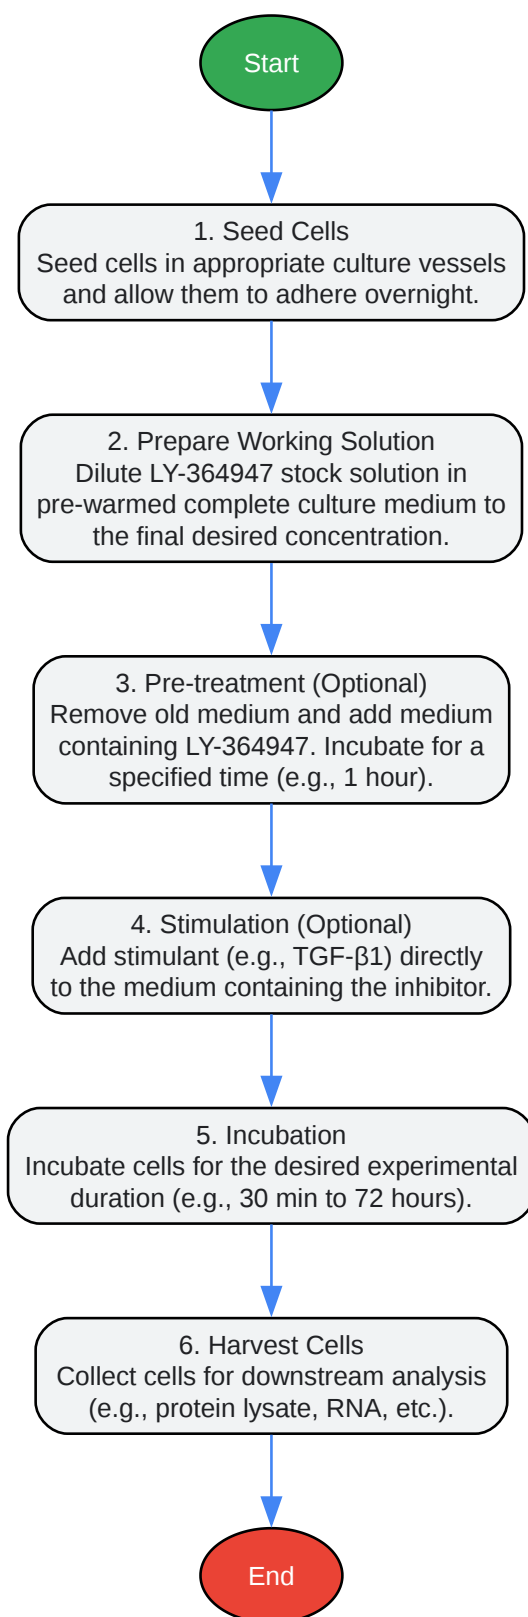 Start
1. Seed Cells
Seed cells in appropriate culture vessels
and allow them to adhere overnight.
2. Prepare Working Solution
Dilute LY-364947 stock solution in
pre-warmed complete culture medium to
the final desired concentration.
3. Pre-treatment (Optional)
Remove old medium and add medium
containing LY-364947. Incubate for a
specified time (e.g., 1 hour).
4. Stimulation (Optional)
Add stimulant (e.g., TGF-β1) directly
to the medium containing the inhibitor.
5. Incubation
Incubate cells for the desired experimental
duration (e.g., 30 min to 72 hours).
6. Harvest Cells
Collect cells for downstream analysis
(e.g., protein lysate, RNA, etc.).
End